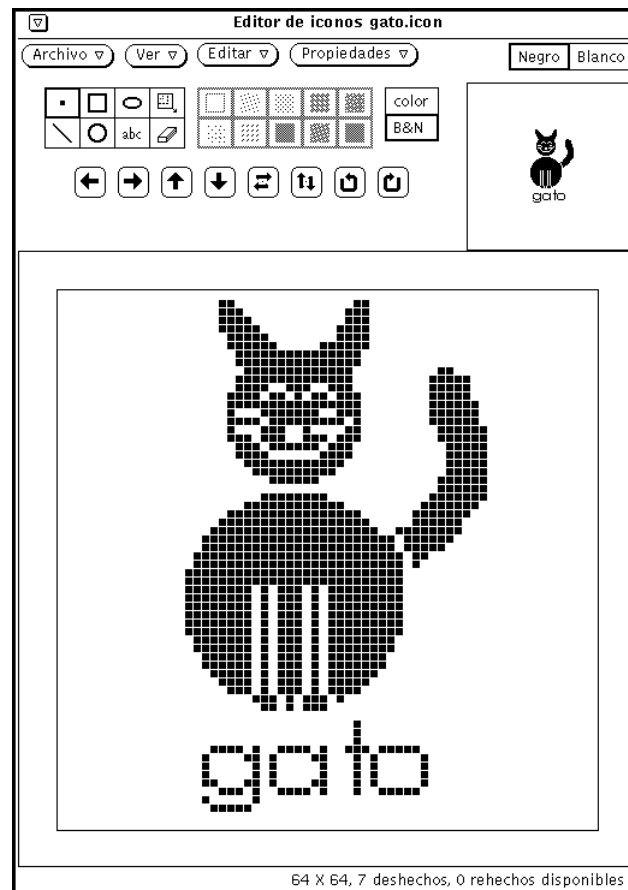 Editor de iconos gato.icon
Archivo Ver Editar Propiedades Negro Blanco
color
abc B&N
gato
gato
64 X 64, 7 deshechos, 0 rehechos disponibles